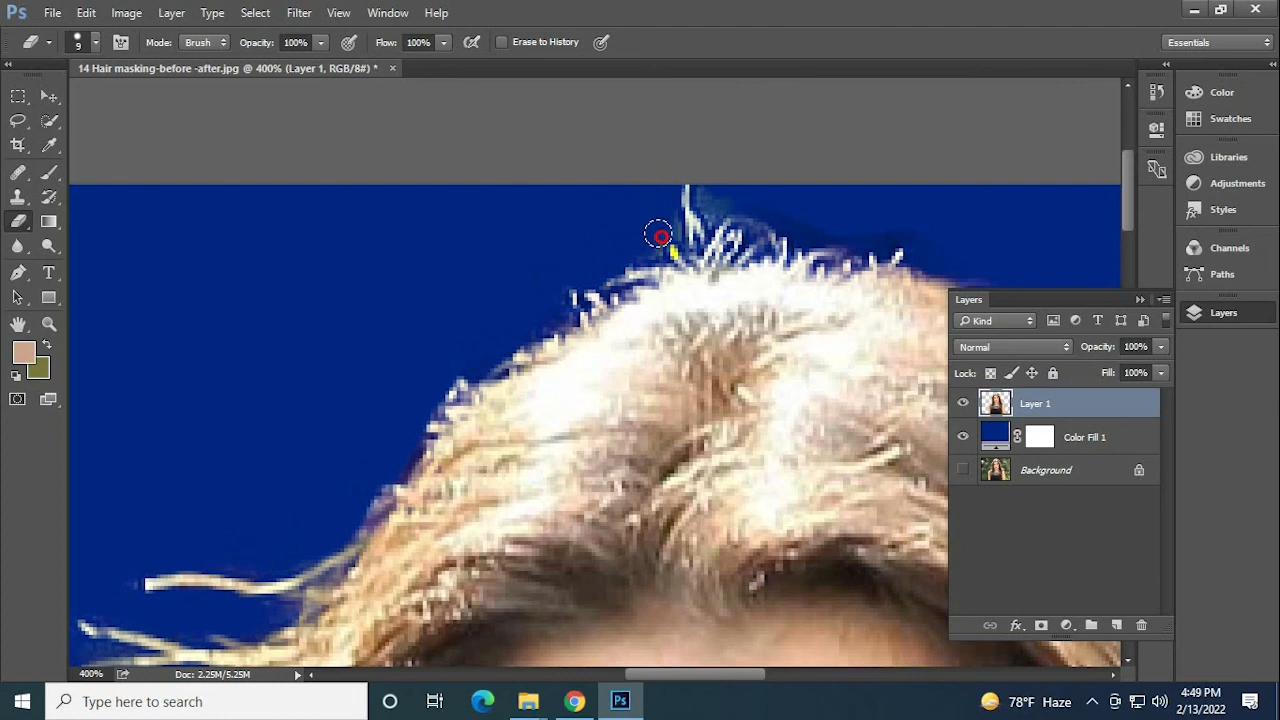 Ps File Edit Image Layer Type Select Filter View Window Help
9 Mode: Brush Opacity: 100% Flow: 100% Erase to History Essentials
14 Hair masking-before -after.jpg @ 400% (Layer 1, RGB/8#) * ×
Color
Swatches
Libraries
Adjustments
Styles
Channels
Paths
Layers
Layers
Kind
Normal Opacity: 100%
Lock: Fill: 100%
Layer 1
Color Fill 1
Background
fx
400% Doc: 2.25M/5.25M
Type here to search Ps 78°F Haze 4:49 PM
2/13/2022